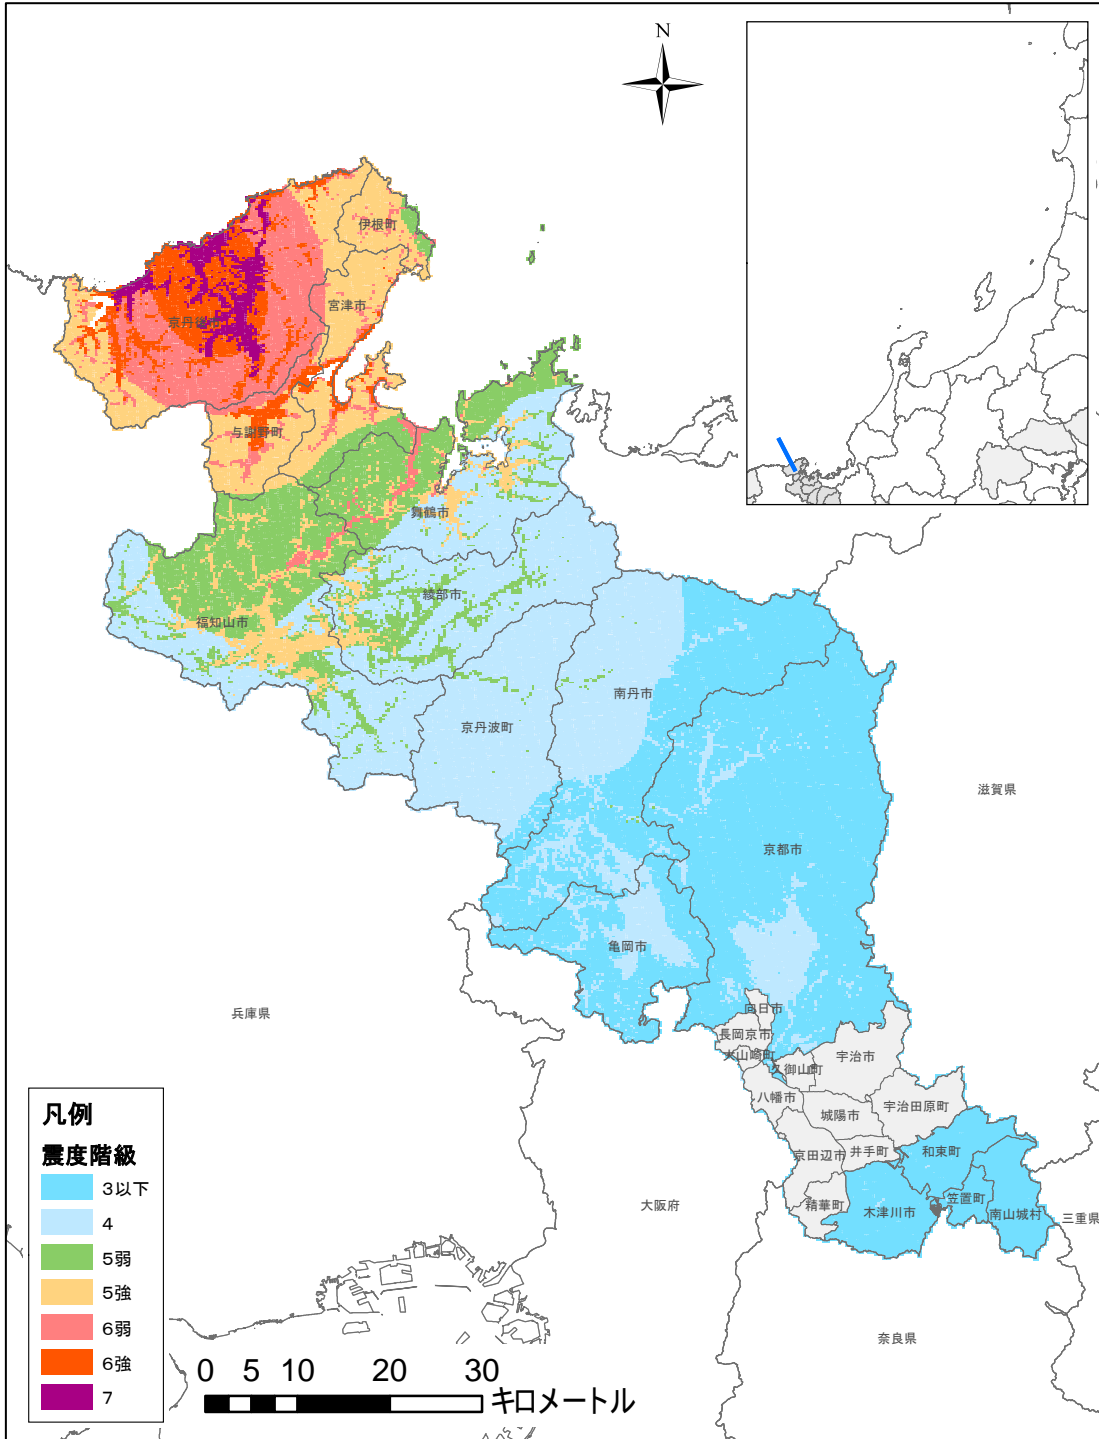 N
伊根町
宮津市
京丹後市
与謝野町
舞鶴市
綾部市
福知山市
南丹市
京丹波町
滋賀県
京都市
亀岡市
兵庫県
向日市
長岡京市
大山崎町
久御山町
宇治市
八幡市
城陽市
宇治田原町
京田辺市
井手町
和束町
精華町
木津川市
笠置町
南山城村
大阪府
三重県
奈良県
凡例
震度階級
3以下
4
5弱
5強
6弱
6強
7
0 5 10 20 30
キロメートル